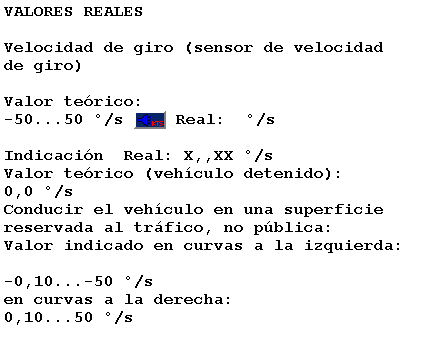 VALORES REALES
Velocidad de giro (sensor de velocidad
de giro)
Valor teórico:
-50...50 °/s Real: °/s
Indicación Real: X,,XX °/s
Valor teórico (vehículo detenido):
0,0 °/s
Conducir el vehículo en una superficie
reservada al tráfico, no pública:
Valor indicado en curvas a la izquierda:
-0,10...-50 °/s
en curvas a la derecha:
0,10...50 °/s